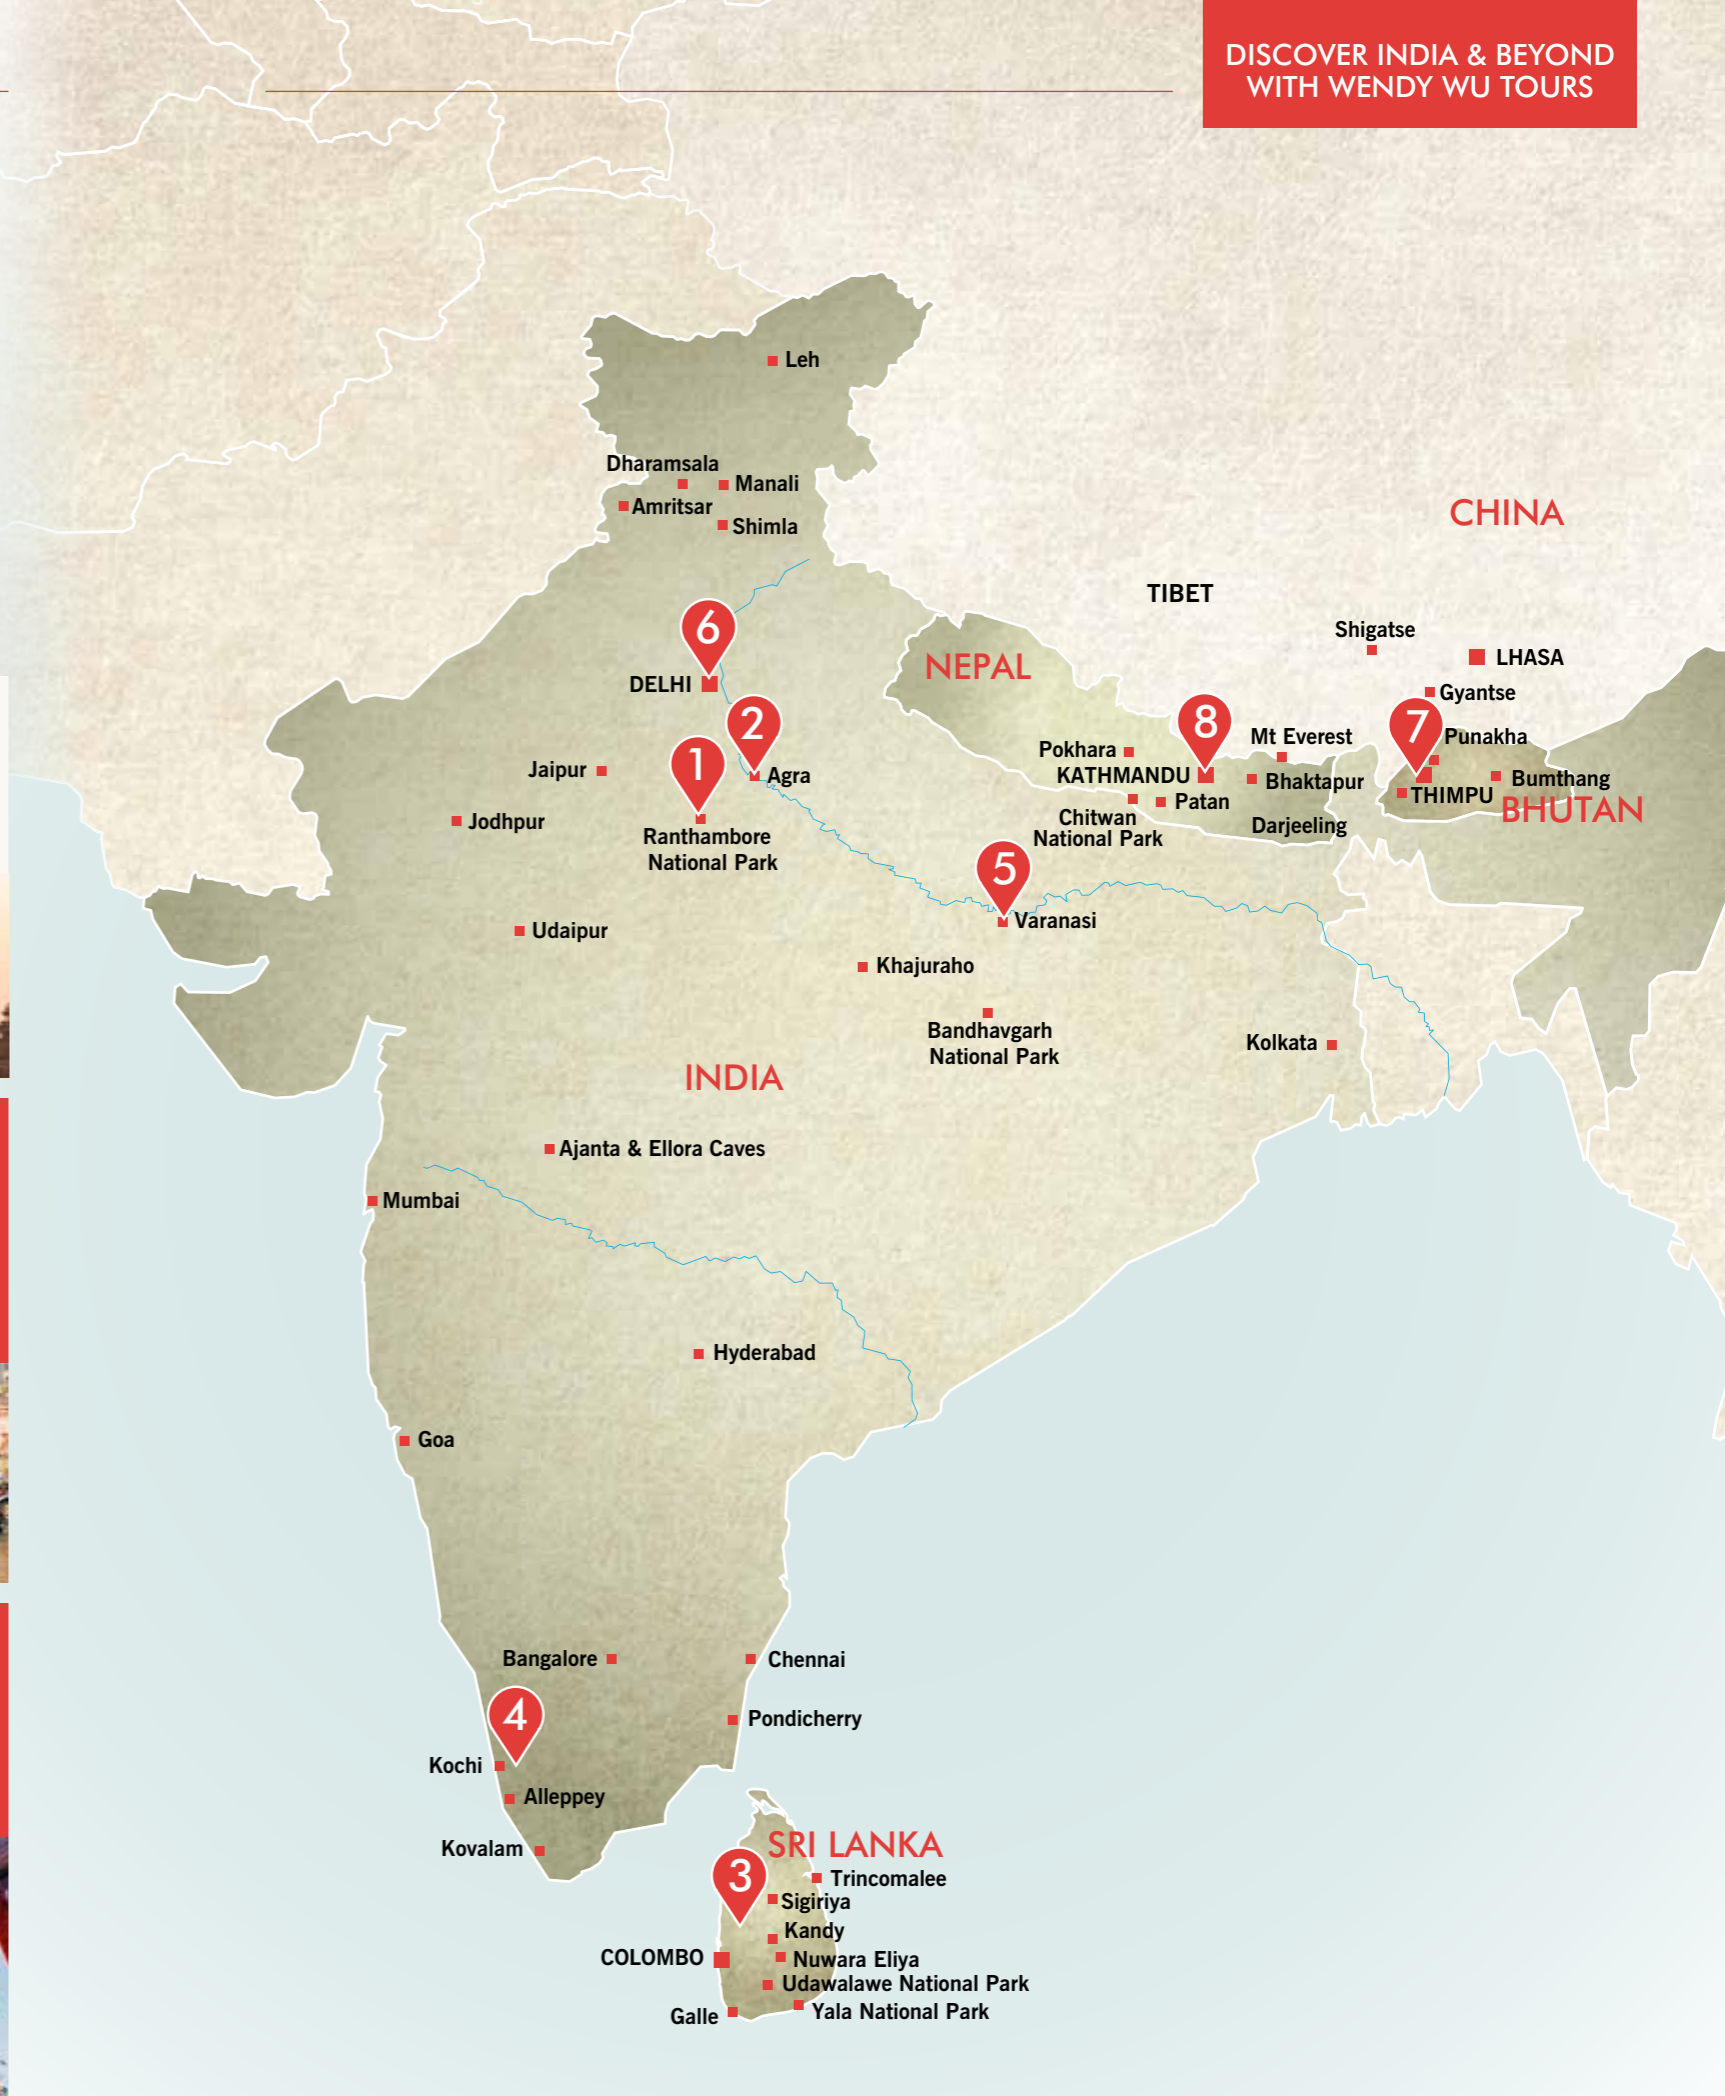 DISCOVER INDIA & BEYOND
WITH WENDY WU TOURS
Leh
Dharamsala
Manali
Amritsar
Shimla
CHINA
TIBET
6
Shigatse
LHASA
NEPAL
DELHI
Gyantse
2
8
7
Mt Everest
Punakha
Pokhara
1
Jaipur
Agra
KATHMANDU
Bhaktapur
Bumthang
THIMPU
BHUTAN
Patan
Chitwan
National Park
Jodhpur
Darjeeling
Ranthambore
National Park
5
Varanasi
Udaipur
Khajuraho
Bandhavgarh
National Park
Kolkata
INDIA
Ajanta & Ellora Caves
Mumbai
Hyderabad
Goa
Bangalore
Chennai
4
Pondicherry
Kochi
Alleppey
Kovalam
SRI LANKA
3
Trincomalee
Sigiriya
Kandy
COLOMBO
Nuwara Eliya
Udawalawe National Park
Yala National Park
Galle